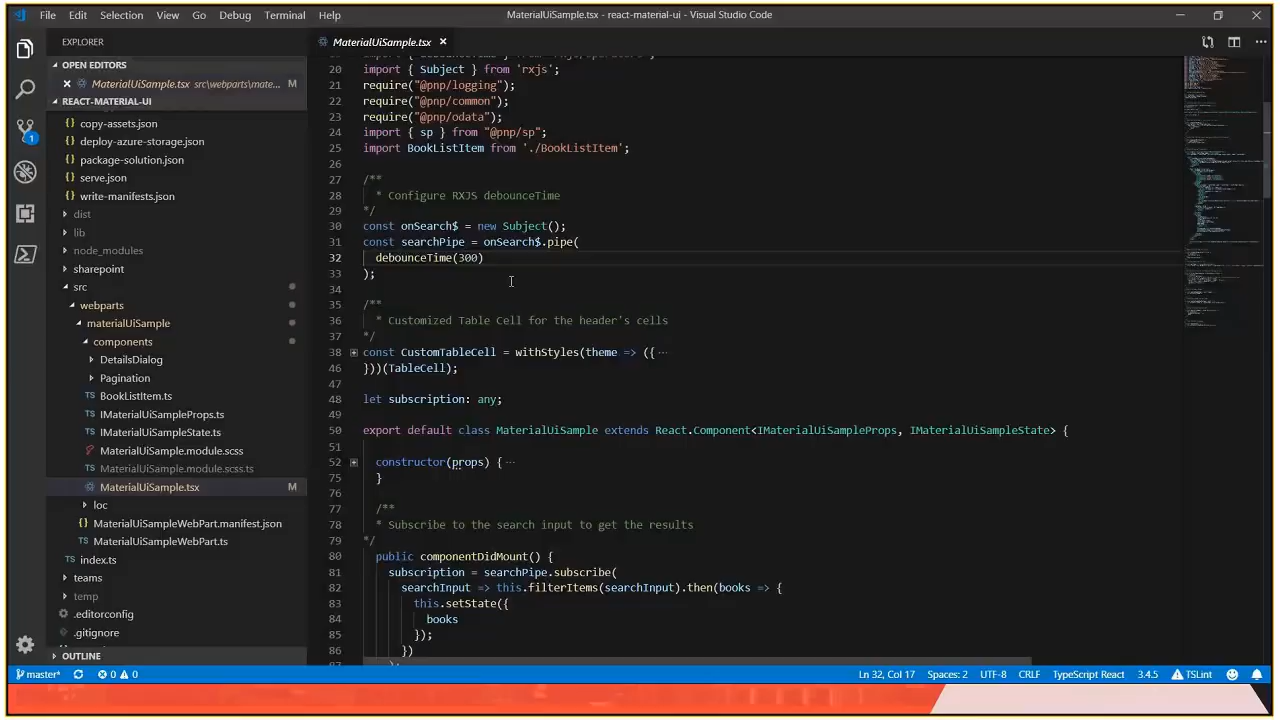 File Edit Selection View Go Debug Terminal Help
MaterialUiSample.tsx - react-material-ui - Visual Studio Code
EXPLORER
MaterialUiSample.tsx
OPEN EDITORS
MaterialUiSample.tsx src\webparts\mate... M
REACT-MATERIAL-UI
{} copy-assets.json
{} deploy-azure-storage.json
{} package-solution.json
{} serve.json
{} write-manifests.json
dist
lib
node_modules
sharepoint
src
webparts
materialUiSample
components
DetailsDialog
Pagination
TS BookListItem.ts
TS IMaterialUiSampleProps.ts
TS IMaterialUiSampleState.ts
MaterialUiSample.module.scss
TS MaterialUiSample.module.scss.ts
MaterialUiSample.tsx M
loc
{} MaterialUiSampleWebPart.manifest.json
TS MaterialUiSampleWebPart.ts
TS index.ts
teams
temp
.editorconfig
.gitignore
OUTLINE
20 import { Subject } from 'rxjs';
21 require("@pnp/logging");
22 require("@pnp/common");
23 require("@pnp/odata");
24 import { sp } from "@pnp/sp";
25 import BookListItem from './BookListItem';
26
27 /**
28 * Configure RXJS debounceTime
29 */
30 const onSearch$ = new Subject();
31 const searchPipe = onSearch$.pipe(
32 debounceTime(300)
33 );
34
35 /**
36 * Customized Table Cell for the header's cells
37 */
38 const CustomTableCell = withStyles(theme => ({ ...
46 }))(TableCell);
47
48 let subscription: any;
49
50 export default class MaterialUiSample extends React.Component<IMaterialUiSampleProps, IMaterialUiSampleState> {
51
52 constructor(props) { ...
75 }
76
77 /**
78 * Subscribe to the search input to get the results
79 */
80 public componentDidMount() {
81 subscription = searchPipe.subscribe(
82 searchInput => this.filterItems(searchInput).then(books => {
83 this.setState({
84 books
85 });
86 })
87 );
1
master* 0 0 Ln 32, Col 17 Spaces: 2 UTF-8 CRLF TypeScript React 3.4.5 TSLint